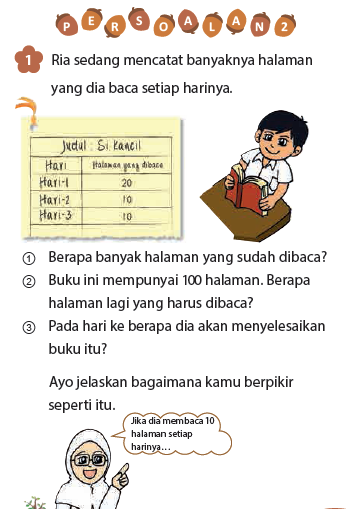 PERSOALAN2
1 Ria sedang mencatat banyaknya halaman
yang dia baca setiap harinya.
Judul : Si Kancil
Hari Halaman yang dibaca
Hari-1 20
Hari-2 10
Hari-3 10
① Berapa banyak halaman yang sudah dibaca?
② Buku ini mempunyai 100 halaman. Berapa
halaman lagi yang harus dibaca?
③ Pada hari ke berapa dia akan menyelesaikan
buku itu?
Ayo jelaskan bagaimana kamu berpikir
seperti itu.
Jika dia membaca 10
halaman setiap
harinya...